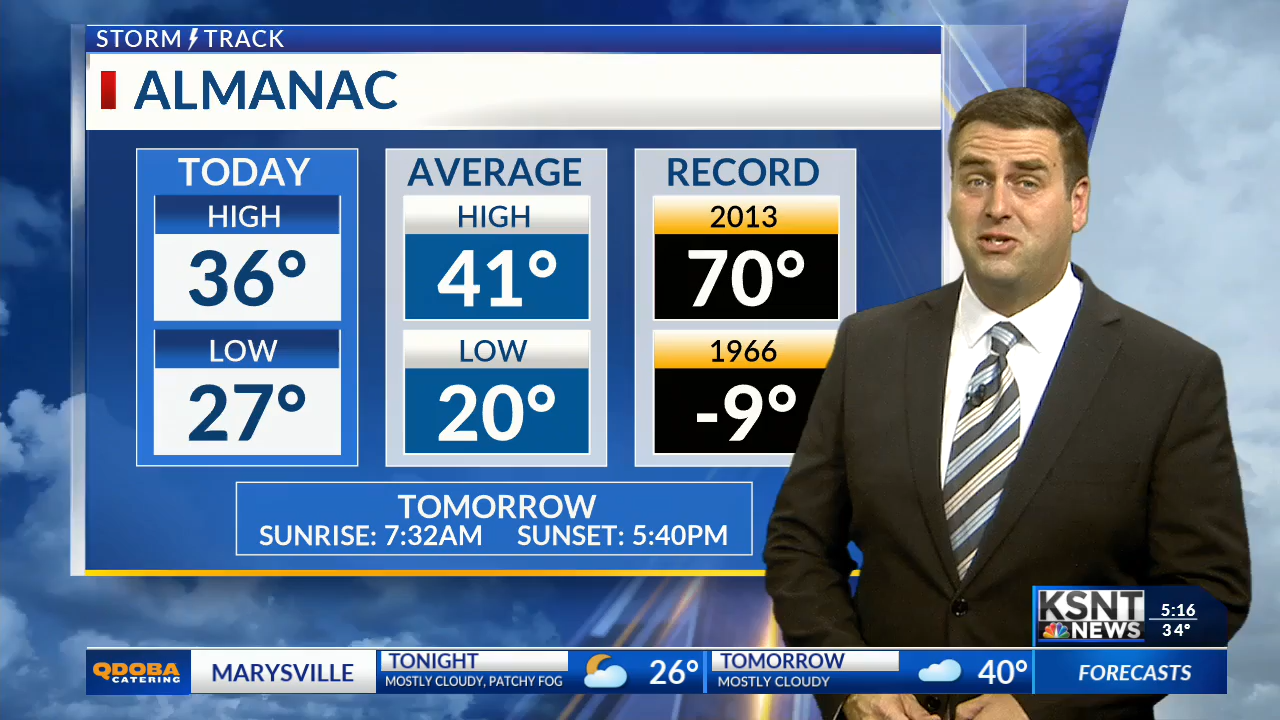 STORM TRACK
ALMANAC
TODAY
HIGH
36°
LOW
27°
AVERAGE
HIGH
41°
LOW
20°
RECORD
2013
70°
1966
-9°
TOMORROW
SUNRISE: 7:32AM SUNSET: 5:40PM
KSNT
NEWS
5:16
34°
QDOBA
CATERING
MARYSVILLE
TONIGHT
MOSTLY CLOUDY, PATCHY FOG
26°
TOMORROW
MOSTLY CLOUDY
40°
FORECASTS